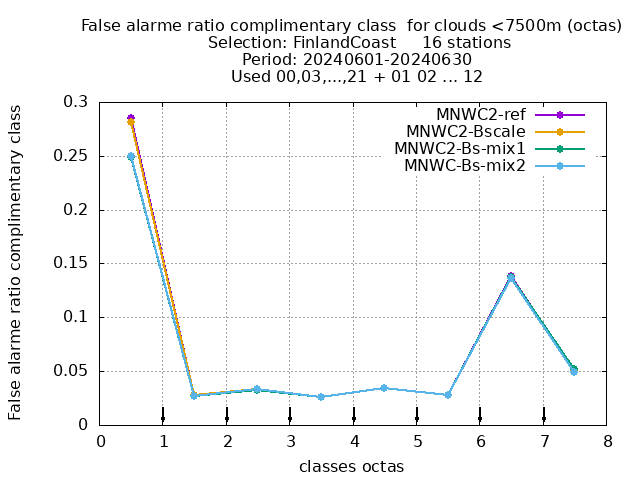 False alarme ratio complimentary class  for clouds <7500m (octas)
Selection: FinlandCoast     16 stations
Period: 20240601-20240630
Used 00,03,...,21 + 01 02 ... 12
False alarme ratio complimentary class
0.3
0.25
0.2
0.15
0.1
0.05
0
MNWC2-ref
MNWC2-Bscale
MNWC2-Bs-mix1
MNWC-Bs-mix2
0 1 2 3 4 5 6 7 8
classes octas